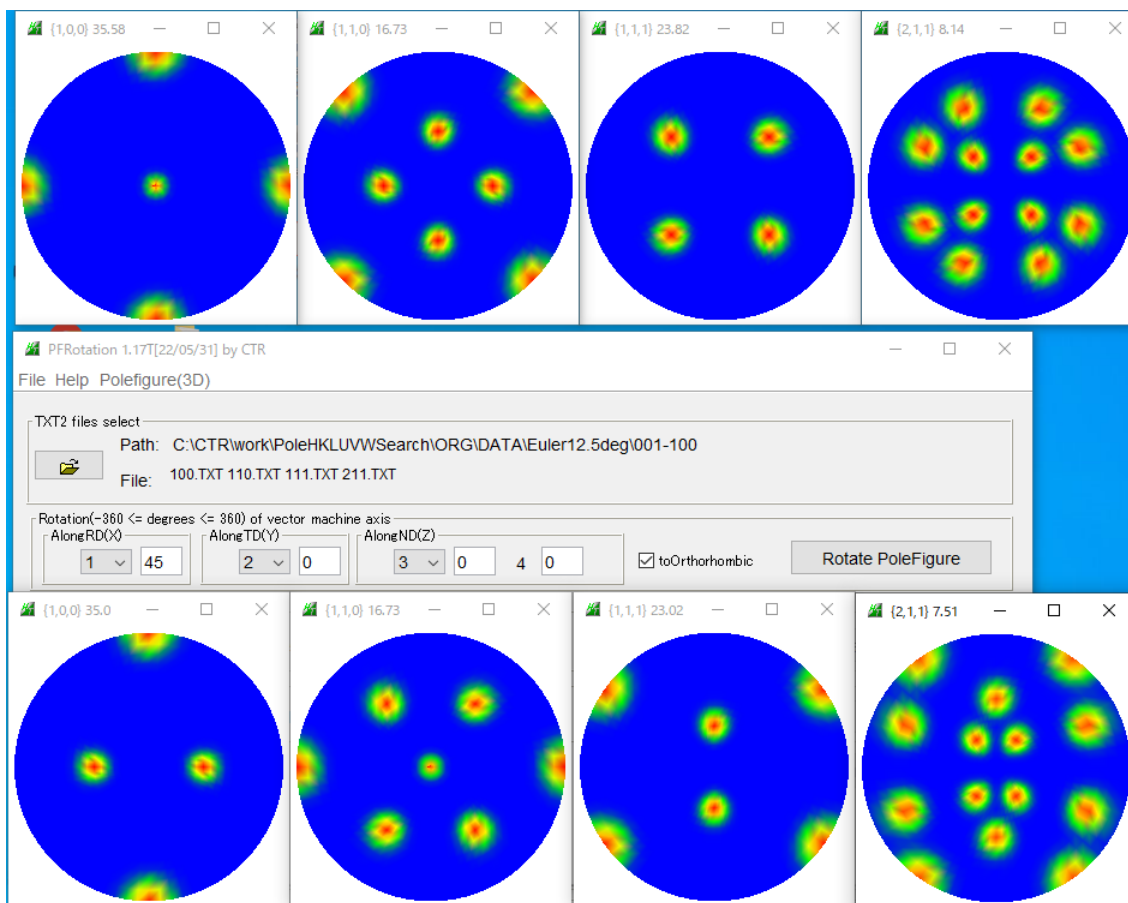 {1,0,0} 35.58
{1,1,0} 16.73
{1,1,1} 23.82
{2,1,1} 8.14
PFRotation 1.17T[22/05/31] by CTR
File Help Polefigure(3D)
TXT2 files select
Path: C:\CTR\work\PoleHKLUVWSearch\ORG\DATA\Euler12.5deg\001-100
File: 100.TXT 110.TXT 111.TXT 211.TXT
Rotation(-360 <= degrees <= 360) of vector machine axis
AlongRD(X) AlongTD(Y) AlongND(Z)
1 45 2 0 3 0 4 0 toOrthorhombic Rotate PoleFigure
{1,0,0} 35.0
{1,1,0} 16.73
{1,1,1} 23.02
{2,1,1} 7.51